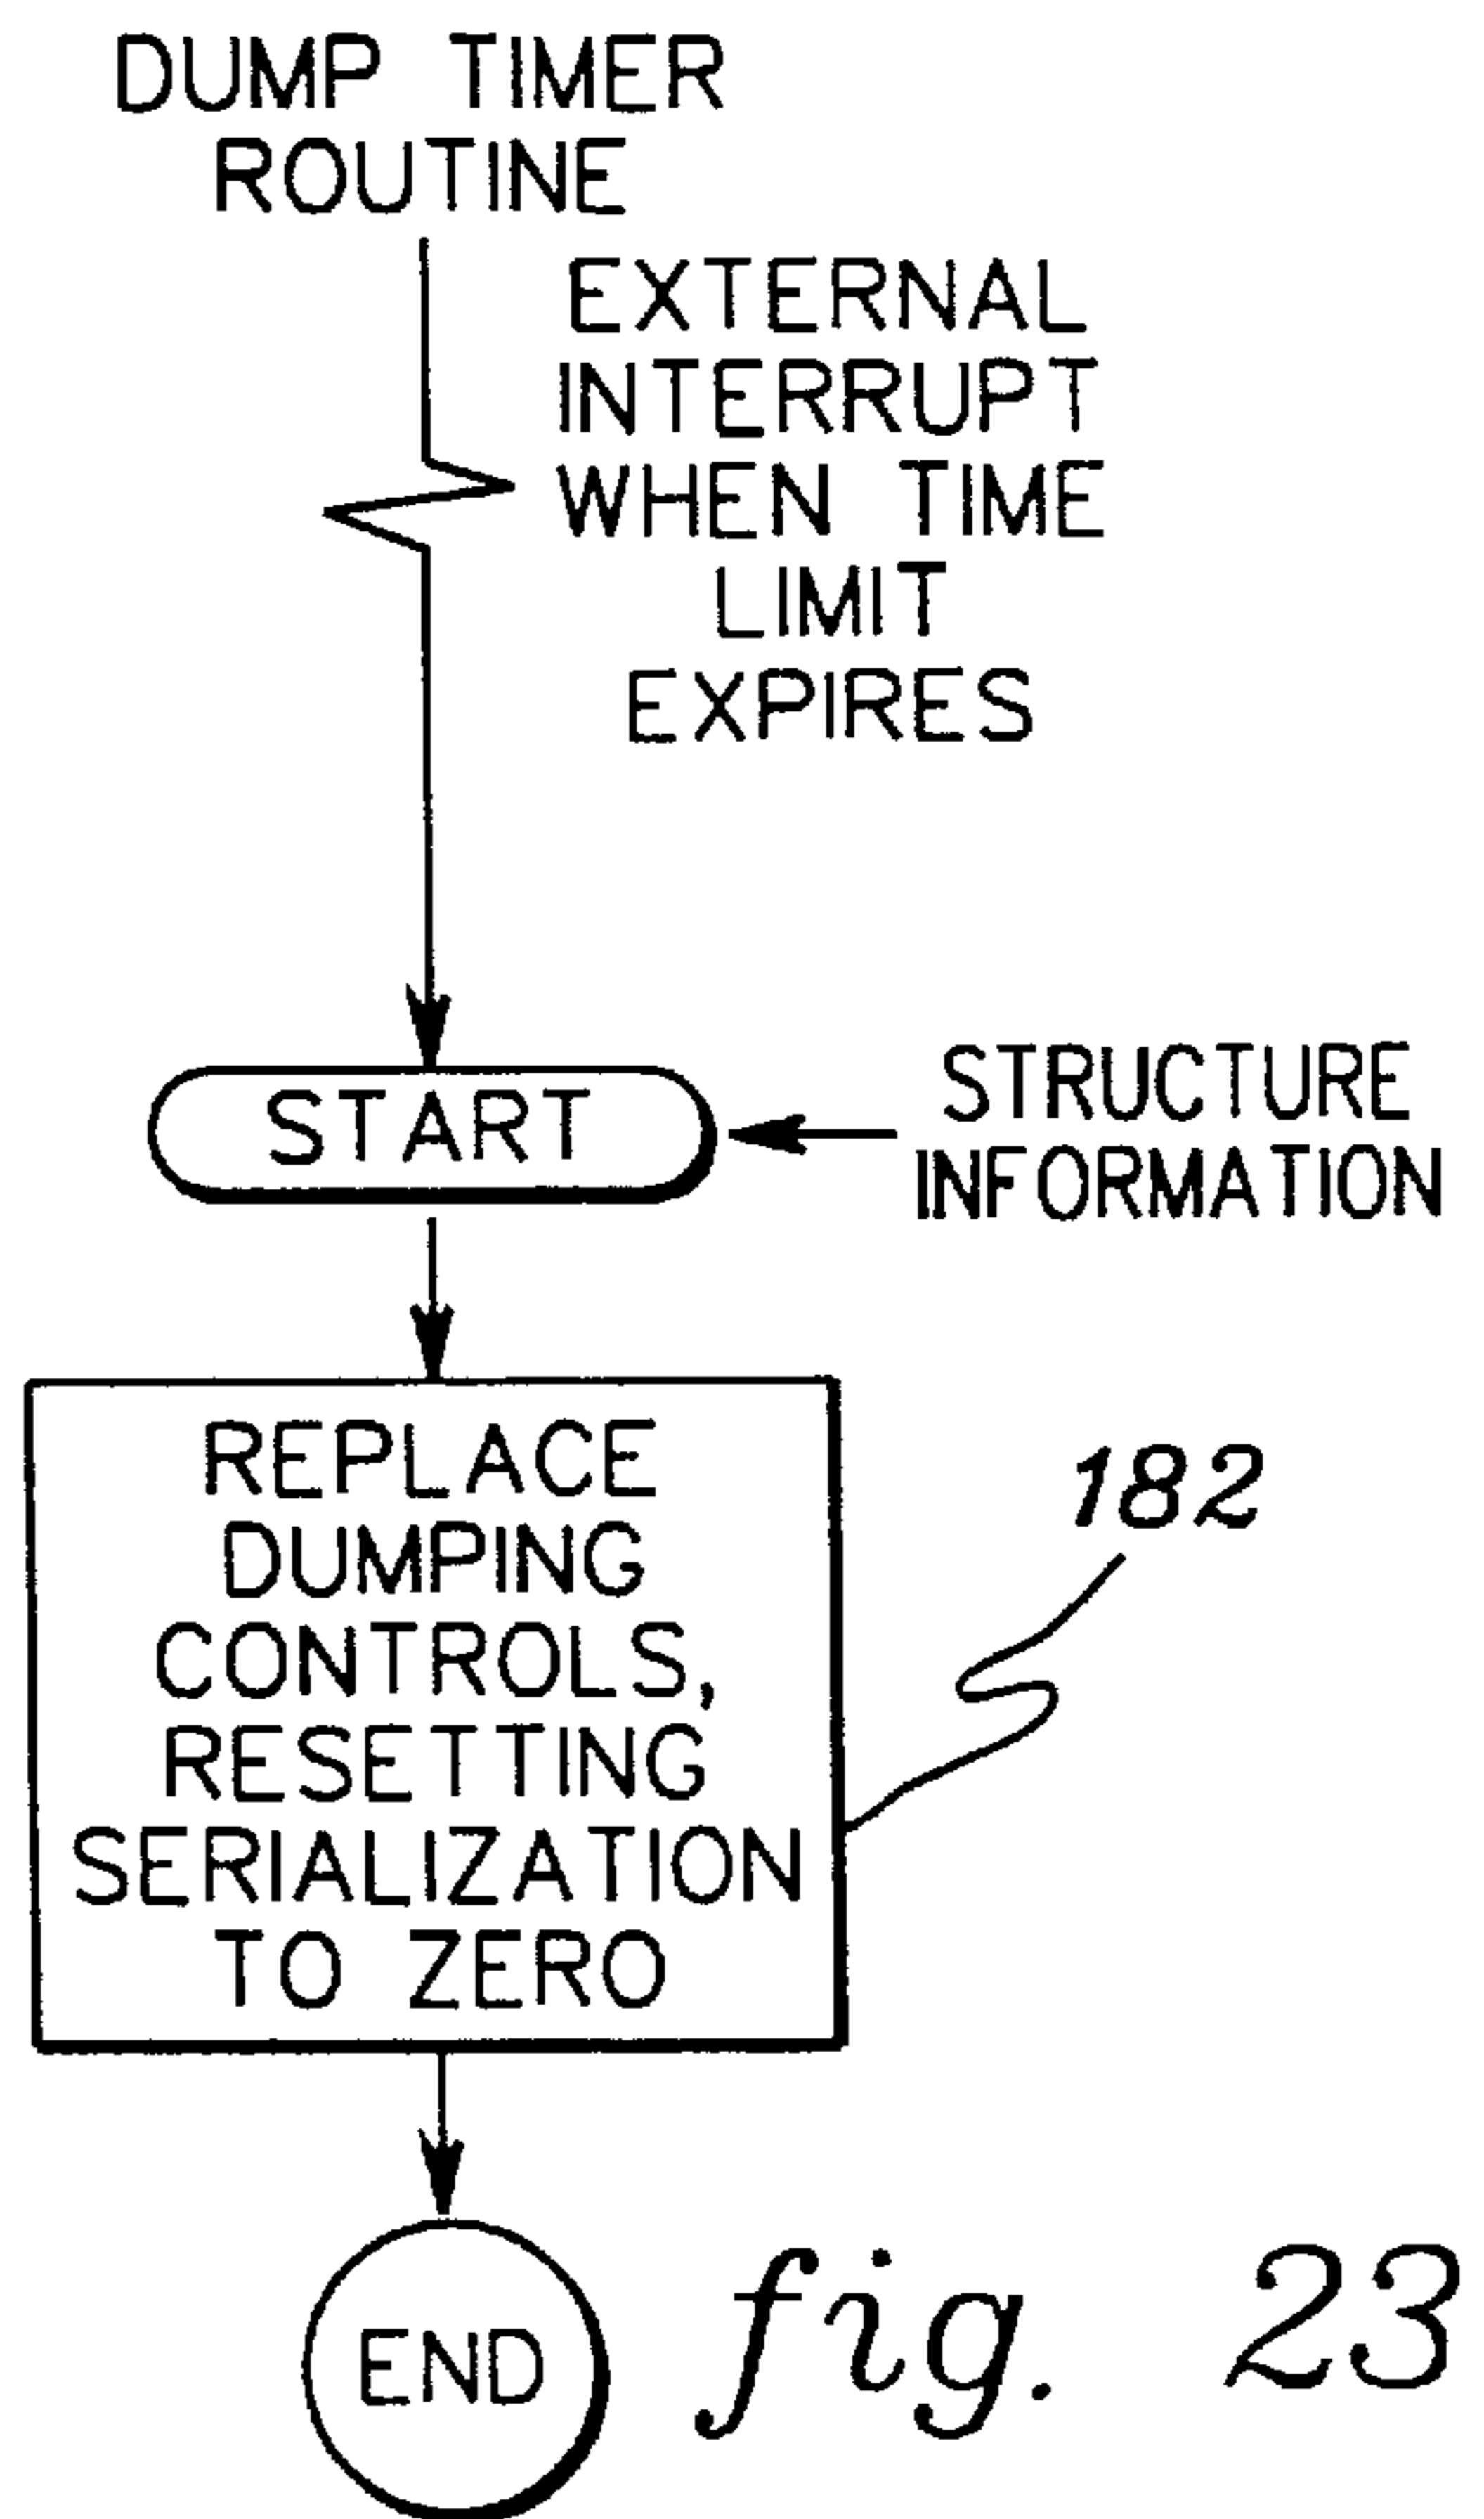 DUMP TIMER
ROUTINE
EXTERNAL
INTERRUPT
WHEN TIME
LIMIT
EXPIRES
START
STRUCTURE
INFORMATION
REPLACE
DUMPING
CONTROLS,
RESETTING
SERIALIZATION
TO ZERO
182
END
fig. 23